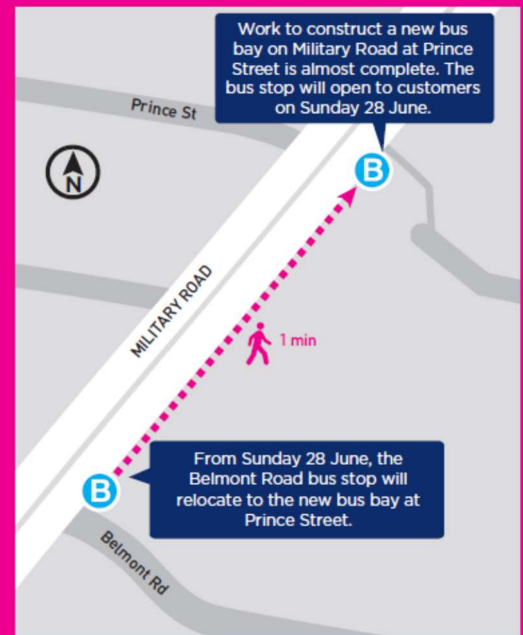 Work to construct a new bus
bay on Military Road at Prince
Street is almost complete. The
bus stop will open to customers
on Sunday 28 June.
Prince St
B
N
MILITARY ROAD
1 min
B
From Sunday 28 June, the
Belmont Road bus stop will
relocate to the new bus bay at
Prince Street.
Belmont Rd